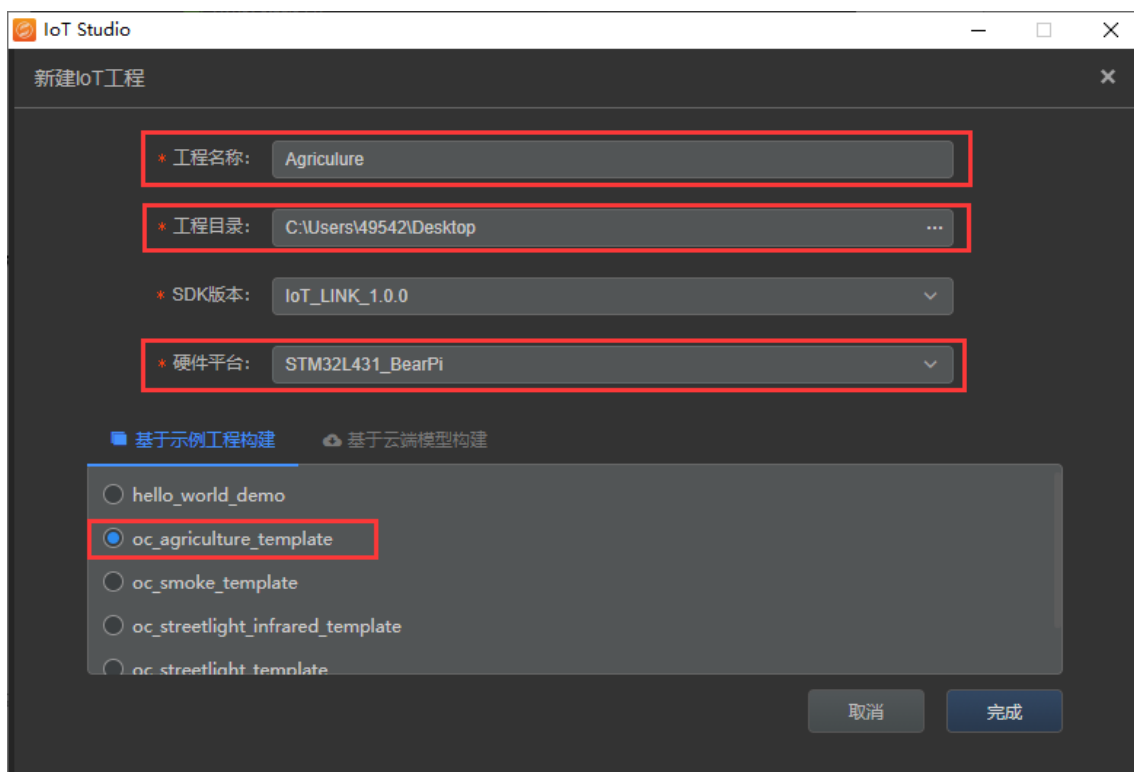 IoT Studio
新建IoT工程
* 工程名称: Agriculure
* 工程目录: C:\Users\49542\Desktop ...
* SDK版本: IoT_LINK_1.0.0
* 硬件平台: STM32L431_BearPi
基于示例工程构建 基于云端模型构建
hello_world_demo
oc_agriculture_template
oc_smoke_template
oc_streetlight_infrared_template
oc_streetlight_template
取消 完成